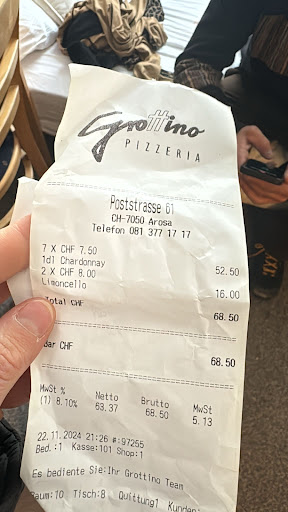 Grottino
PIZZERIA
Poststrasse 61
CH-7050 Arosa
Telefon 081 377 17 17
7 X CHF 7.50
1dl Chardonnay 52.50
2 X CHF 8.00
Limoncello 16.00
Total CHF 68.50
Bar CHF 68.50
MwSt % Netto Brutto MwSt
(1) 8.10% 63.37 68.50 5.13
22.11.2024 21:26 #:97255
Bed.:1 Kasse:101 Shop:1
Es bediente Sie:Ihr Grottino Team
Raum:10 Tisch:8 Quittung1 Kunden: